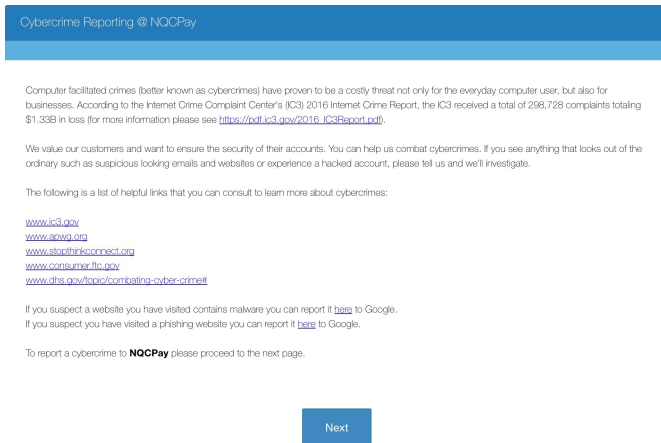 Cybercrime Reporting @ NQCPay
Computer facilitated crimes (better known as cybercrimes) have proven to be a costly threat not only for the everyday computer user, but also for
businesses. According to the Internet Crime Complaint Center's (IC3) 2016 Internet Crime Report, the IC3 received a total of 298,728 complaints totaling
$1.33B in loss (for more information please see https://pdf.ic3.gov/2016_IC3Report.pdf).
We value our customers and want to ensure the security of their accounts. You can help us combat cybercrimes. If you see anything that looks out of the
ordinary such as suspicious looking emails and websites or experience a hacked account, please tell us and we'll investigate.
The following is a list of helpful links that you can consult to learn more about cybercrimes:
www.ic3.gov
www.apwg.org
www.stopthinkconnect.org
www.consumer.ftc.gov
www.dhs.gov/topic/combating-cyber-crime#
If you suspect a website you have visited contains malware you can report it here to Google.
If you suspect you have visited a phishing website you can report it here to Google.
To report a cybercrime to NQCPay please proceed to the next page.
Next